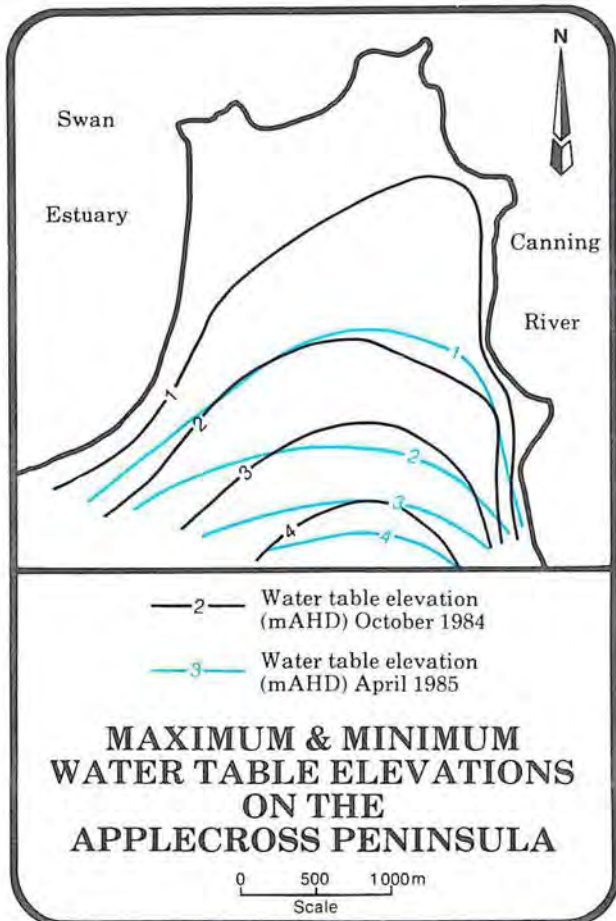 N
Swan
Estuary
Canning
River
1
1
2
2
3
3
4
4
2 Water table elevation
(mAHD) October 1984
3 Water table elevation
(mAHD) April 1985
MAXIMUM & MINIMUM
WATER TABLE ELEVATIONS
ON THE
APPLECROSS PENINSULA
0 500 1000m
Scale